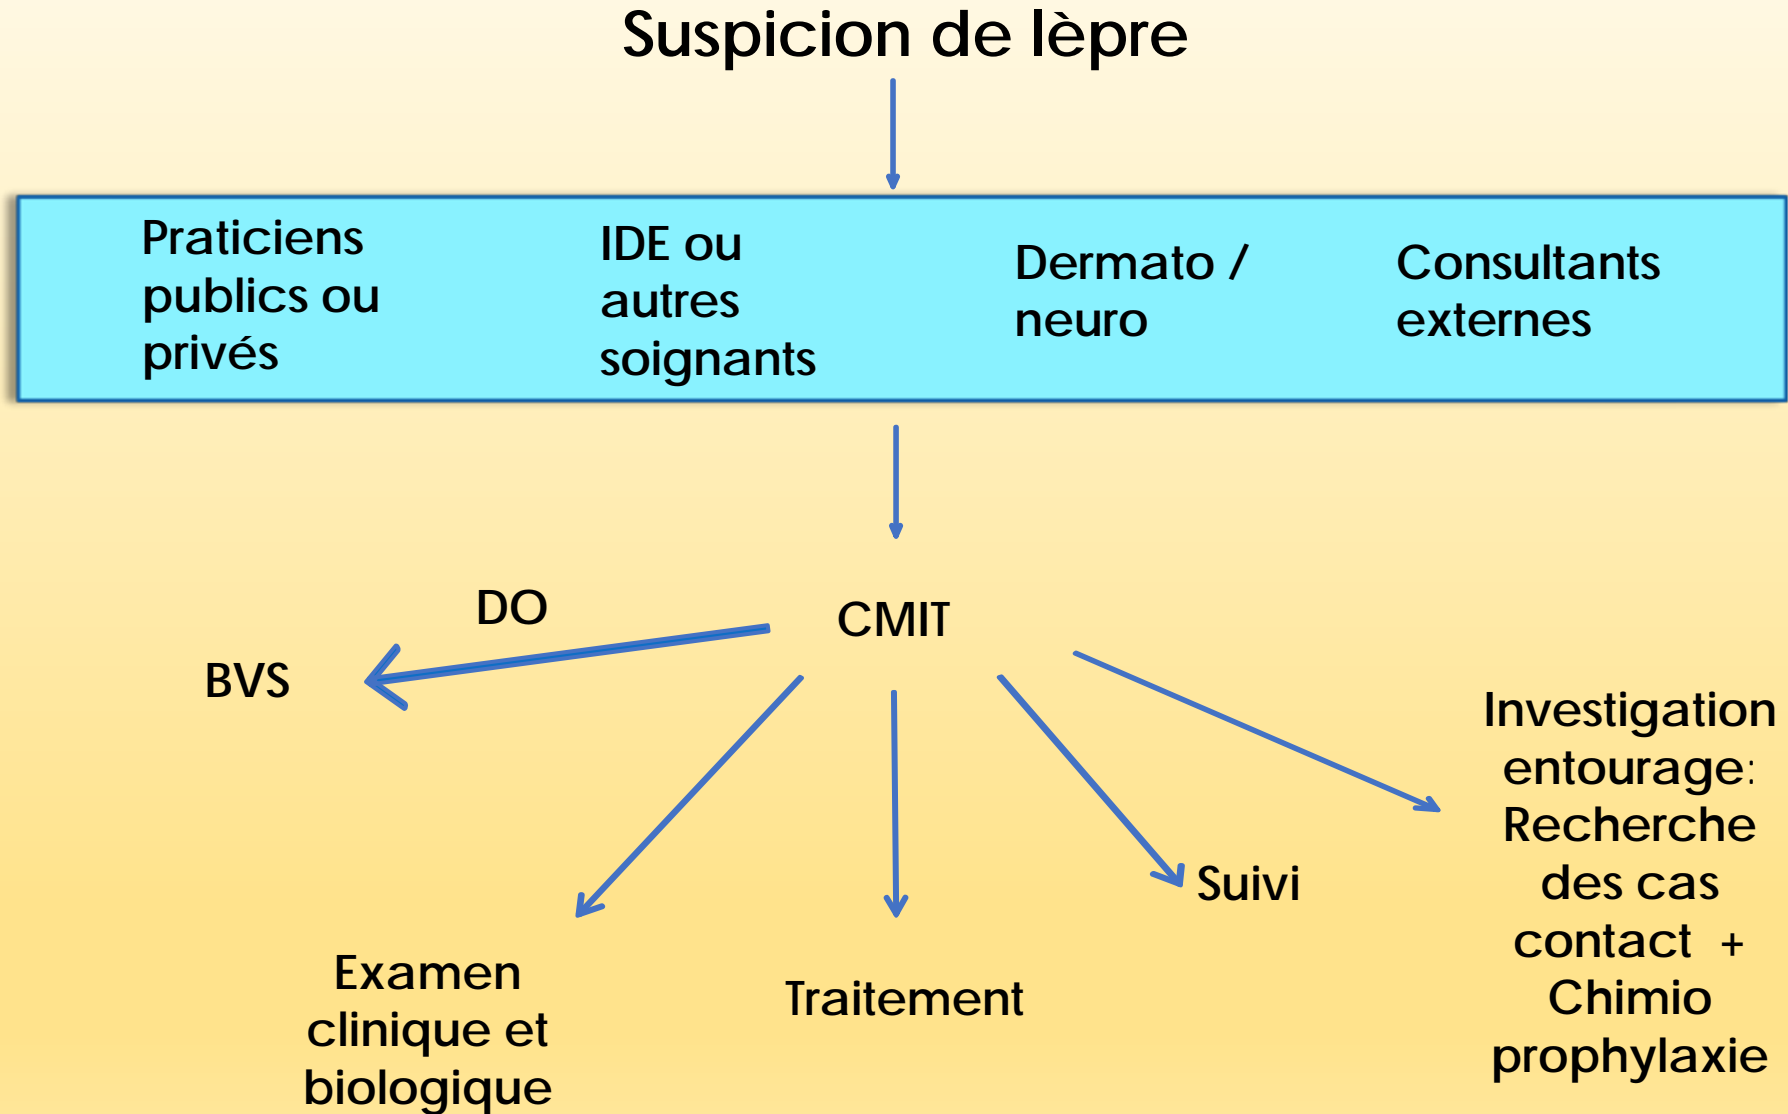 Suspicion de lèpre
Praticiens
publics ou
privés
IDE ou
autres
soignants
Dermato /
neuro
Consultants
externes
DO
CMIT
BVS
Investigation
entourage:
Recherche
des cas
contact +
Chimio
prophylaxie
Suivi
Examen
clinique et
biologique
Traitement